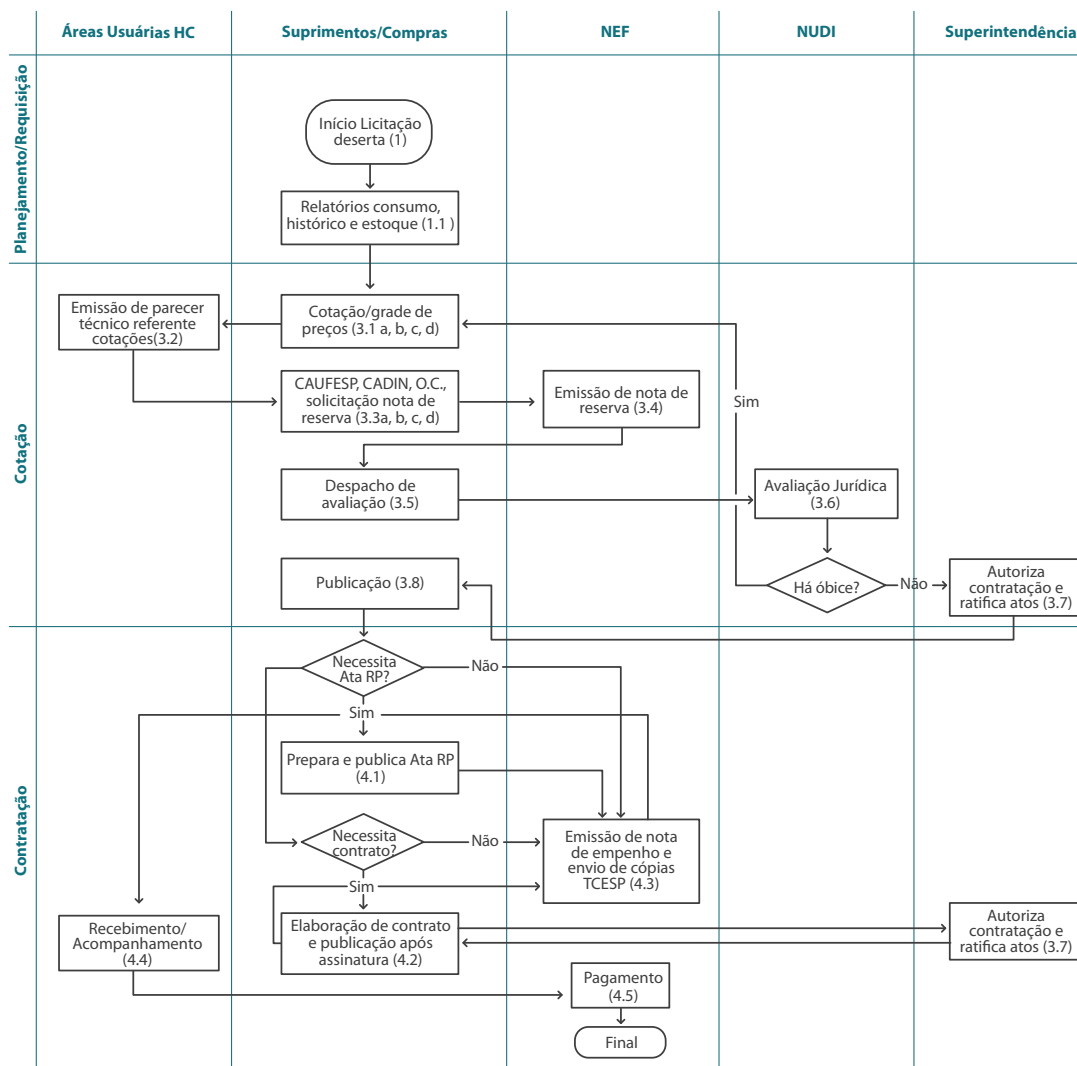 Áreas Usuárias HC
Suprimentos/Compras
NEF
NUDI
Superintendência
Planejamento/Requisição
Início Licitação
deserta (1)
Relatórios consumo,
histórico e estoque (1.1 )
Cotação
Emissão de parecer
técnico referente
cotações(3.2)
Cotação/grade de
preços (3.1 a, b, c, d)
CAUFESP, CADIN, O.C.,
solicitação nota de
reserva (3.3a, b, c, d)
Emissão de nota de
reserva (3.4)
Sim
Despacho de
avaliação (3.5)
Avaliação Jurídica
(3.6)
Publicação (3.8)
Há óbice?
Não
Autoriza
contratação e
ratifica atos (3.7)
Contratação
Necessita
Ata RP?
Não
Sim
Prepara e publica Ata RP
(4.1)
Necessita
contrato?
Não
Emissão de nota
de empenho e
envio de cópias
TCESP (4.3)
Sim
Recebimento/
Acompanhamento
(4.4)
Elaboração de contrato
e publicação após
assinatura (4.2)
Autoriza
contratação e
ratifica atos (3.7)
Pagamento
(4.5)
Final